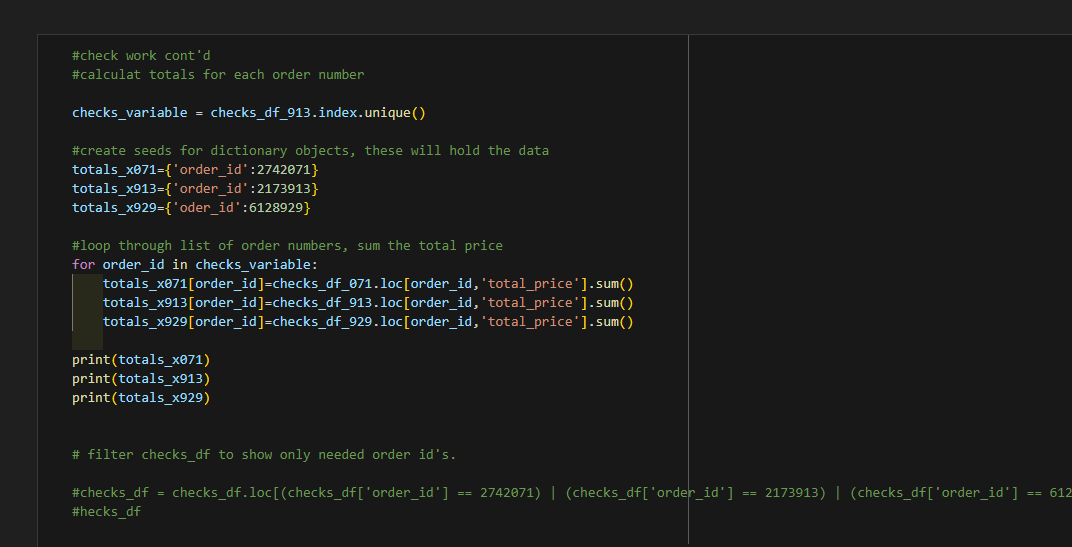 #check work cont'd
#calculat totals for each order number
checks_variable = checks_df_913.index.unique()
#create seeds for dictionary objects, these will hold the data
totals_x071={'order_id':2742071}
totals_x913={'order_id':2173913}
totals_x929={'oder_id':6128929}
#loop through list of order numbers, sum the total price
for order_id in checks_variable:
    totals_x071[order_id]=checks_df_071.loc[order_id,'total_price'].sum()
    totals_x913[order_id]=checks_df_913.loc[order_id,'total_price'].sum()
    totals_x929[order_id]=checks_df_929.loc[order_id,'total_price'].sum()
print(totals_x071)
print(totals_x913)
print(totals_x929)
# filter checks_df to show only needed order id's.
#checks_df = checks_df.loc[(checks_df['order_id'] == 2742071) | (checks_df['order_id'] == 2173913) | (checks_df['order_id'] == 612
#hecks_df